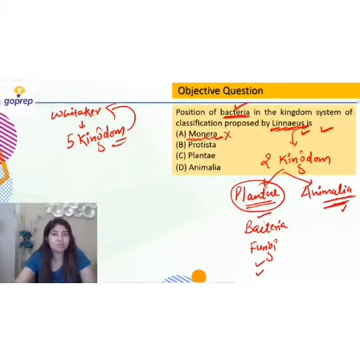 goprep
Objective Question
Whitaker
5 Kingdom
Position of bacteria in the kingdom system of
classification proposed by Linnaeus is
(A) Monera
(B) Protista
(C) Plantae
(D) Animalia
2 Kingdom
Plantae
Animalia
Bacteria
Fungi